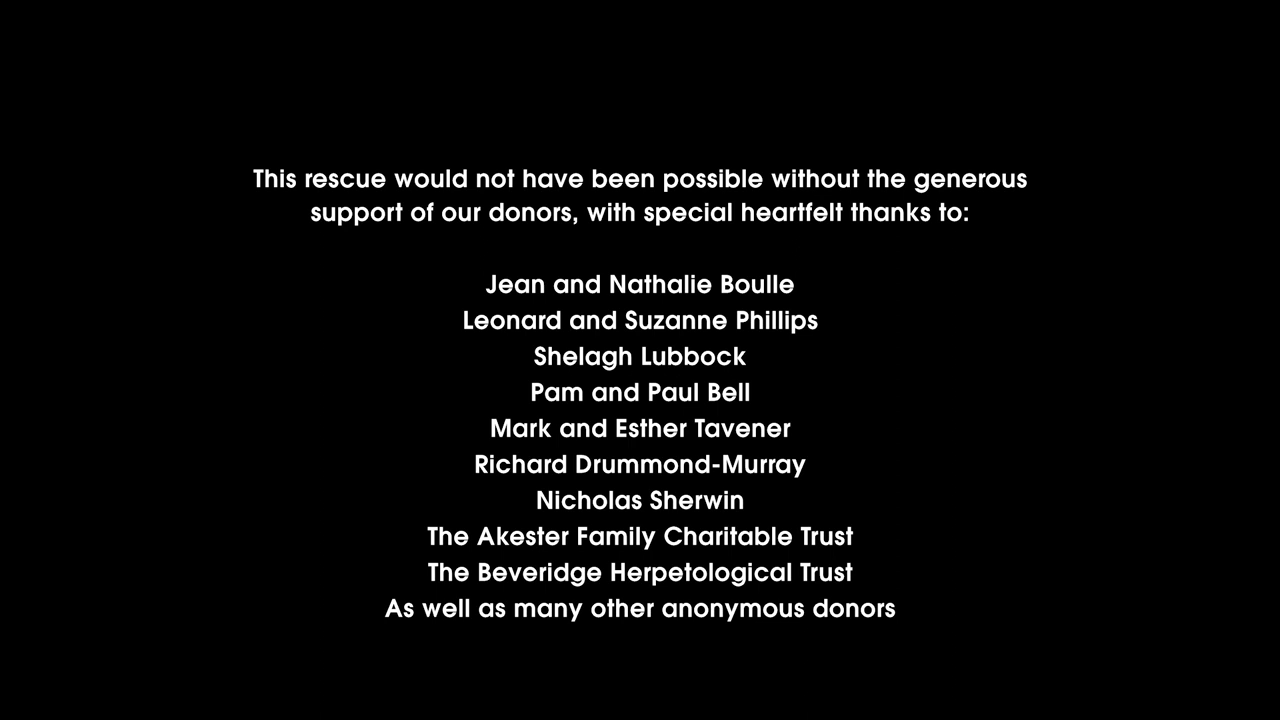 This rescue would not have been possible without the generous
support of our donors, with special heartfelt thanks to:
Jean and Nathalie Boulle
Leonard and Suzanne Phillips
Shelagh Lubbock
Pam and Paul Bell
Mark and Esther Tavener
Richard Drummond-Murray
Nicholas Sherwin
The Akester Family Charitable Trust
The Beveridge Herpetological Trust
As well as many other anonymous donors